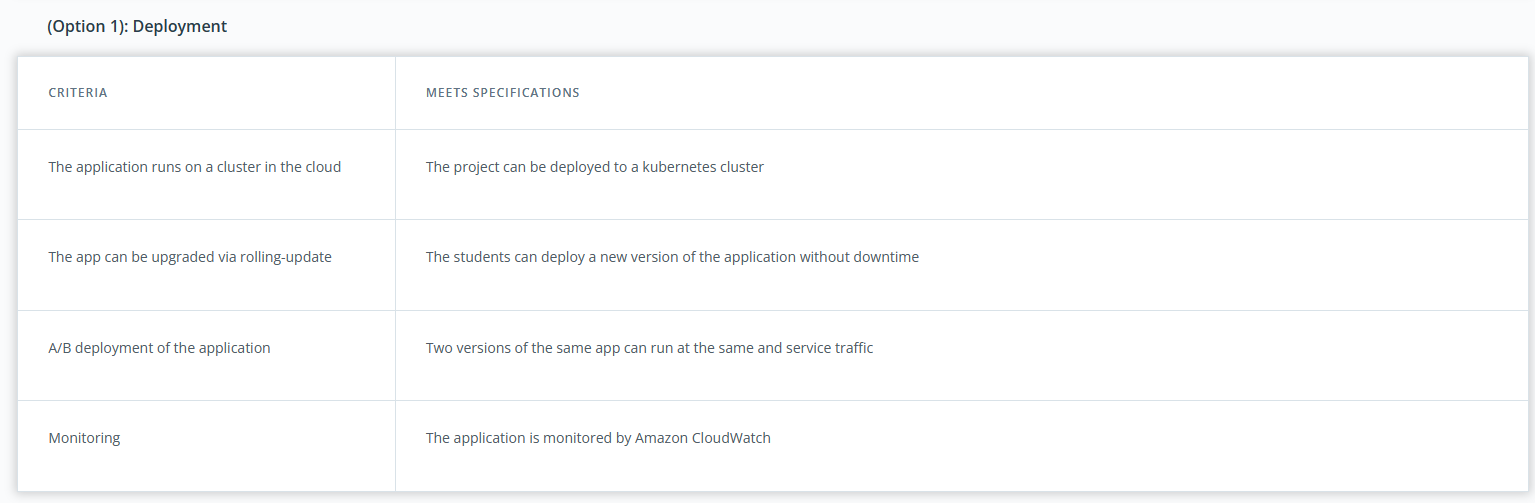 (Option 1): Deployment
CRITERIA
MEETS SPECIFICATIONS
The application runs on a cluster in the cloud
The project can be deployed to a kubernetes cluster
The app can be upgraded via rolling-update
The students can deploy a new version of the application without downtime
A/B deployment of the application
Two versions of the same app can run at the same and service traffic
Monitoring
The application is monitored by Amazon CloudWatch